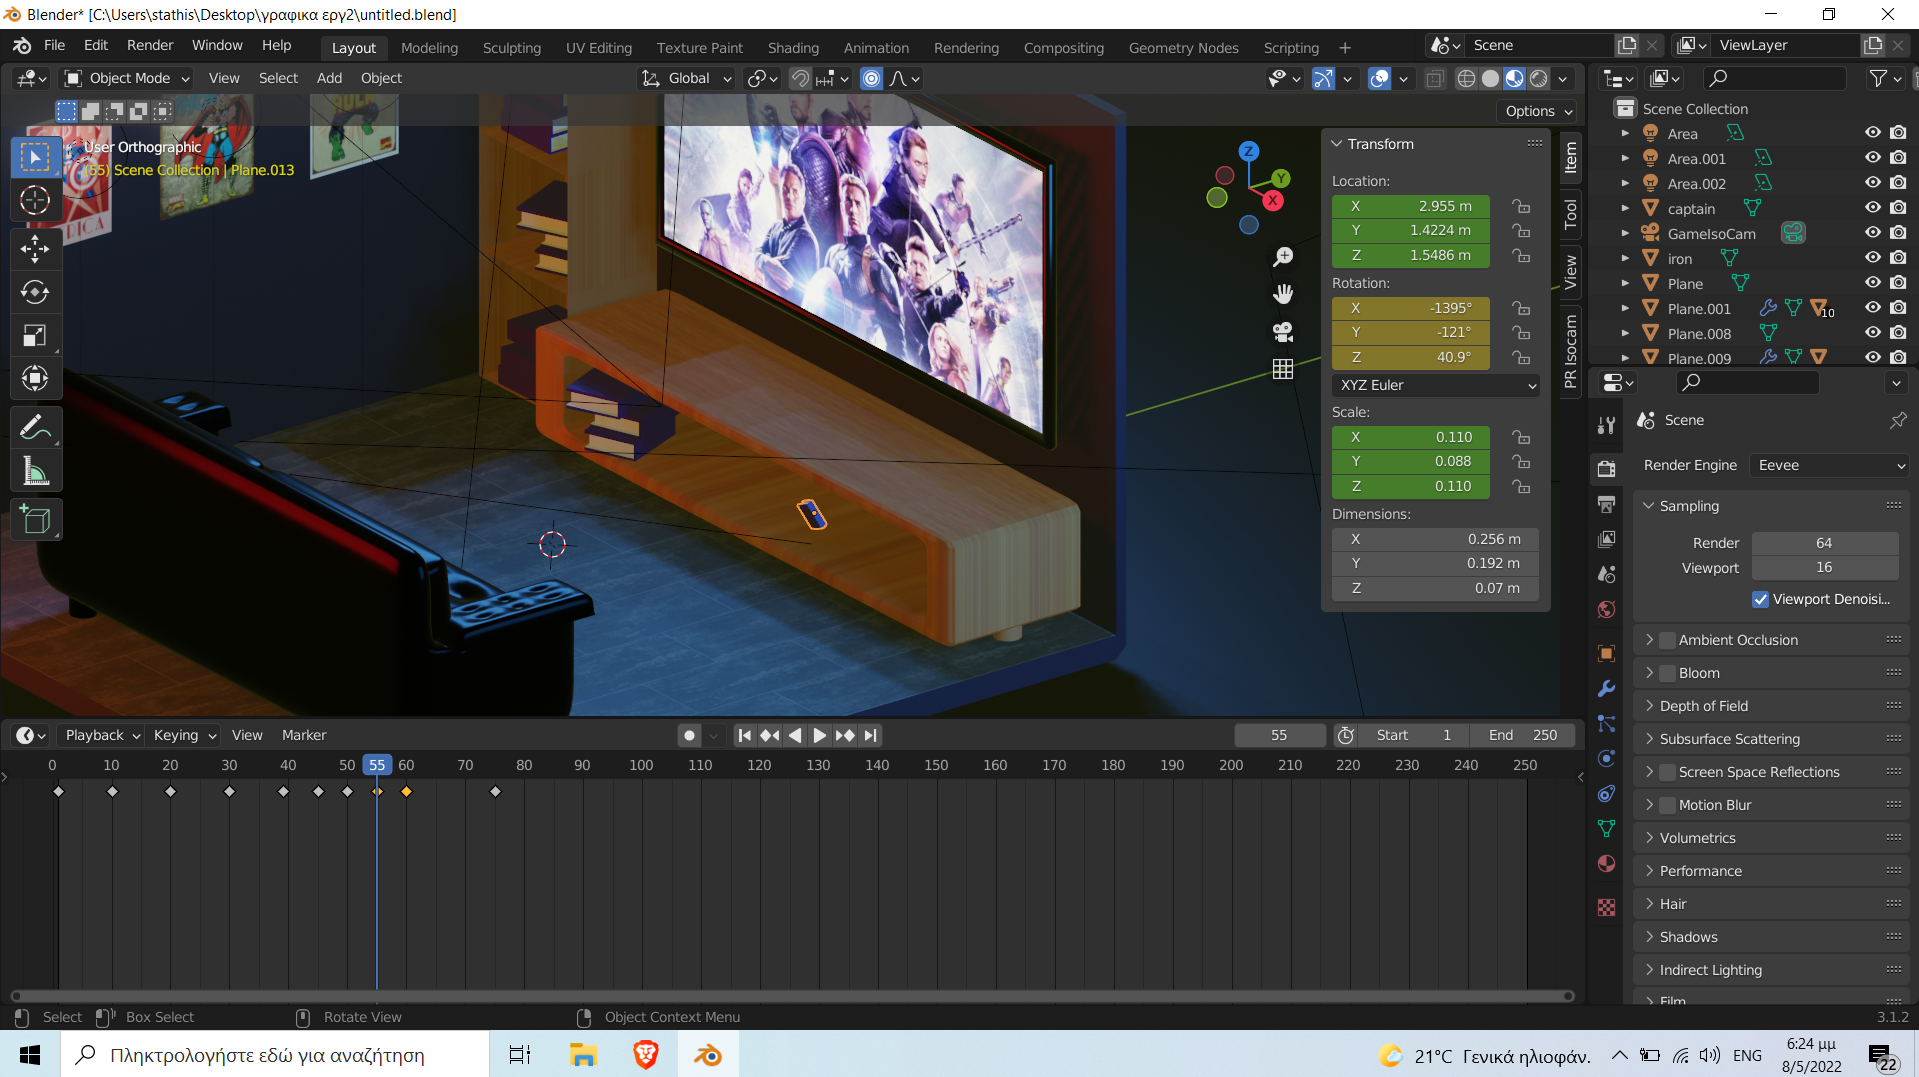 Blender* [C:\Users\stathis\Desktop\γραφικα εργ2\untitled.blend]
File Edit Render Window Help Layout Modeling Sculpting UV Editing Texture Paint Shading Animation Rendering Compositing Geometry Nodes Scripting + Scene ViewLayer
Object Mode View Select Add Object Global
Options
User Orthographic
(55) Scene Collection | Plane.013
HULK
Z
Y
X
Transform
Location:
X 2.955 m
Y 1.4224 m
Z 1.5486 m
Rotation:
X -1395°
Y -121°
Z 40.9°
XYZ Euler
Scale:
X 0.110
Y 0.088
Z 0.110
Dimensions:
X 0.256 m
Y 0.192 m
Z 0.07 m
Item
Tool
View
PR Isocam
Scene Collection
Area
Area.001
Area.002
captain
GameIsoCam
iron
Plane
Plane.001 10
Plane.008
Plane.009
Scene
Render Engine Eevee
Sampling
Render 64
Viewport 16
Viewport Denoisi...
Ambient Occlusion
Bloom
Depth of Field
Subsurface Scattering
Screen Space Reflections
Motion Blur
Volumetrics
Performance
Hair
Shadows
Indirect Lighting
Film
Playback Keying View Marker 55 Start 1 End 250
0 10 20 30 40 50 55 60 70 80 90 100 110 120 130 140 150 160 170 180 190 200 210 220 230 240 250
Select Box Select Rotate View Object Context Menu 3.1.2
Πληκτρολογήστε εδώ για αναζήτηση 21°C Γενικά ηλιοφάν. ENG 6:24 μμ
8/5/2022 22